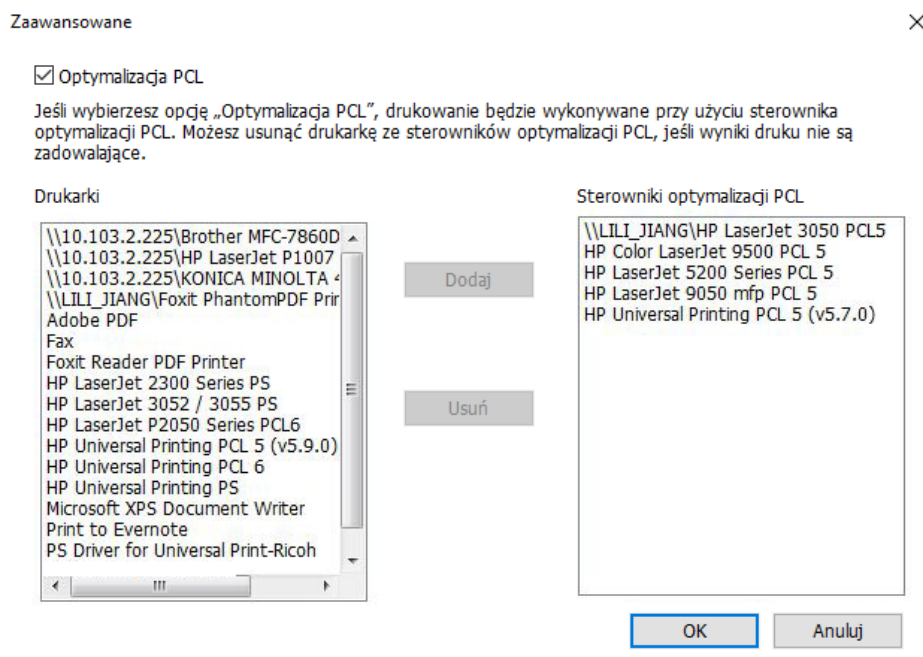 Zaawansowane
Optymalizacja PCL
Jeśli wybierzesz opcję „Optymalizacja PCL”, drukowanie będzie wykonywane przy użyciu sterownika
optymalizacji PCL. Możesz usunąć drukarkę ze sterowników optymalizacji PCL, jeśli wyniki druku nie są
zadowalające.
Drukarki
\\10.103.2.225\Brother MFC-7860D
\\10.103.2.225\HP LaserJet P1007
\\10.103.2.225\KONICA MINOLTA
\\LILI_JIANG\Foxit PhantomPDF Prir
Adobe PDF
Fax
Foxit Reader PDF Printer
HP LaserJet 2300 Series PS
HP LaserJet 3052 / 3055 PS
HP LaserJet P2050 Series PCL6
HP Universal Printing PCL 5 (v5.9.0)
HP Universal Printing PCL 6
HP Universal Printing PS
Microsoft XPS Document Writer
Print to Evernote
PS Driver for Universal Print-Ricoh
Dodaj
Usuń
Sterowniki optymalizacji PCL
\\LILI_JIANG\HP LaserJet 3050 PCL5
HP Color LaserJet 9500 PCL 5
HP LaserJet 5200 Series PCL 5
HP LaserJet 9050 mfp PCL 5
HP Universal Printing PCL 5 (v5.7.0)
OK
Anuluj